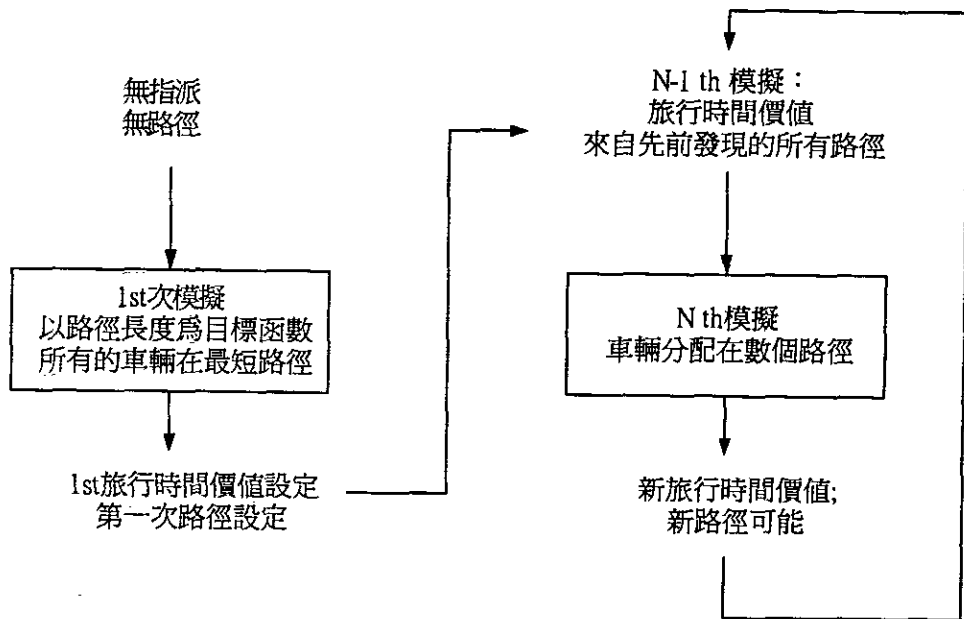 無指派
無路徑
1st次模擬
以路徑長度爲目標函數
所有的車輛在最短路徑
1st旅行時間價值設定
第一次路徑設定
N-1 th 模擬：
旅行時間價值
來自先前發現的所有路徑
N th模擬
車輛分配在數個路徑
新旅行時間價值;
新路徑可能